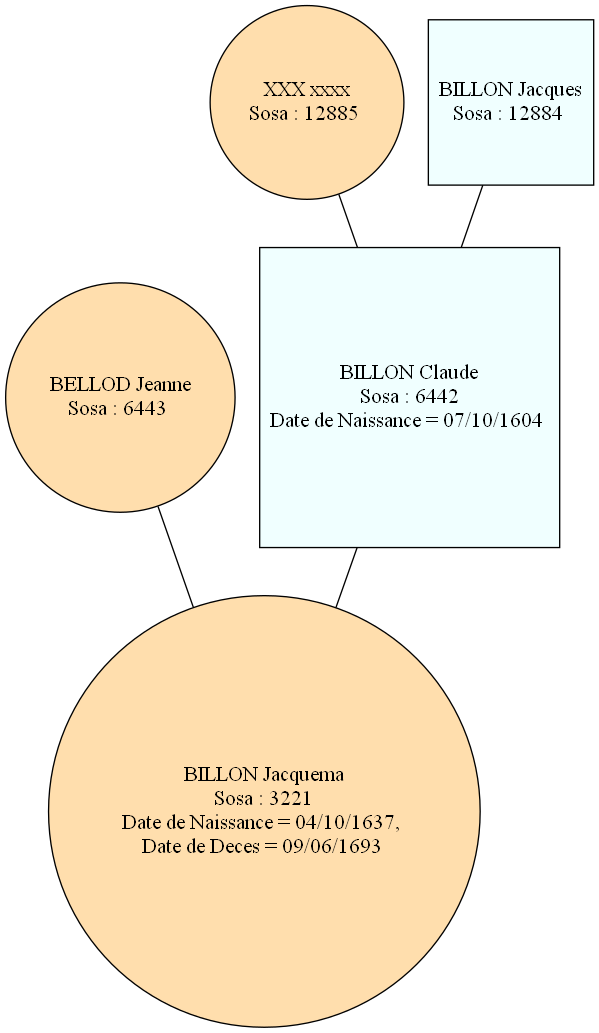 XXX xxxx
Sosa : 12885
BILLON Jacques
Sosa : 12884
BELLOD Jeanne
Sosa : 6443
BILLON Claude
Sosa : 6442
Date de Naissance = 07/10/1604
BILLON Jacquema
Sosa : 3221
Date de Naissance = 04/10/1637,
Date de Deces = 09/06/1693